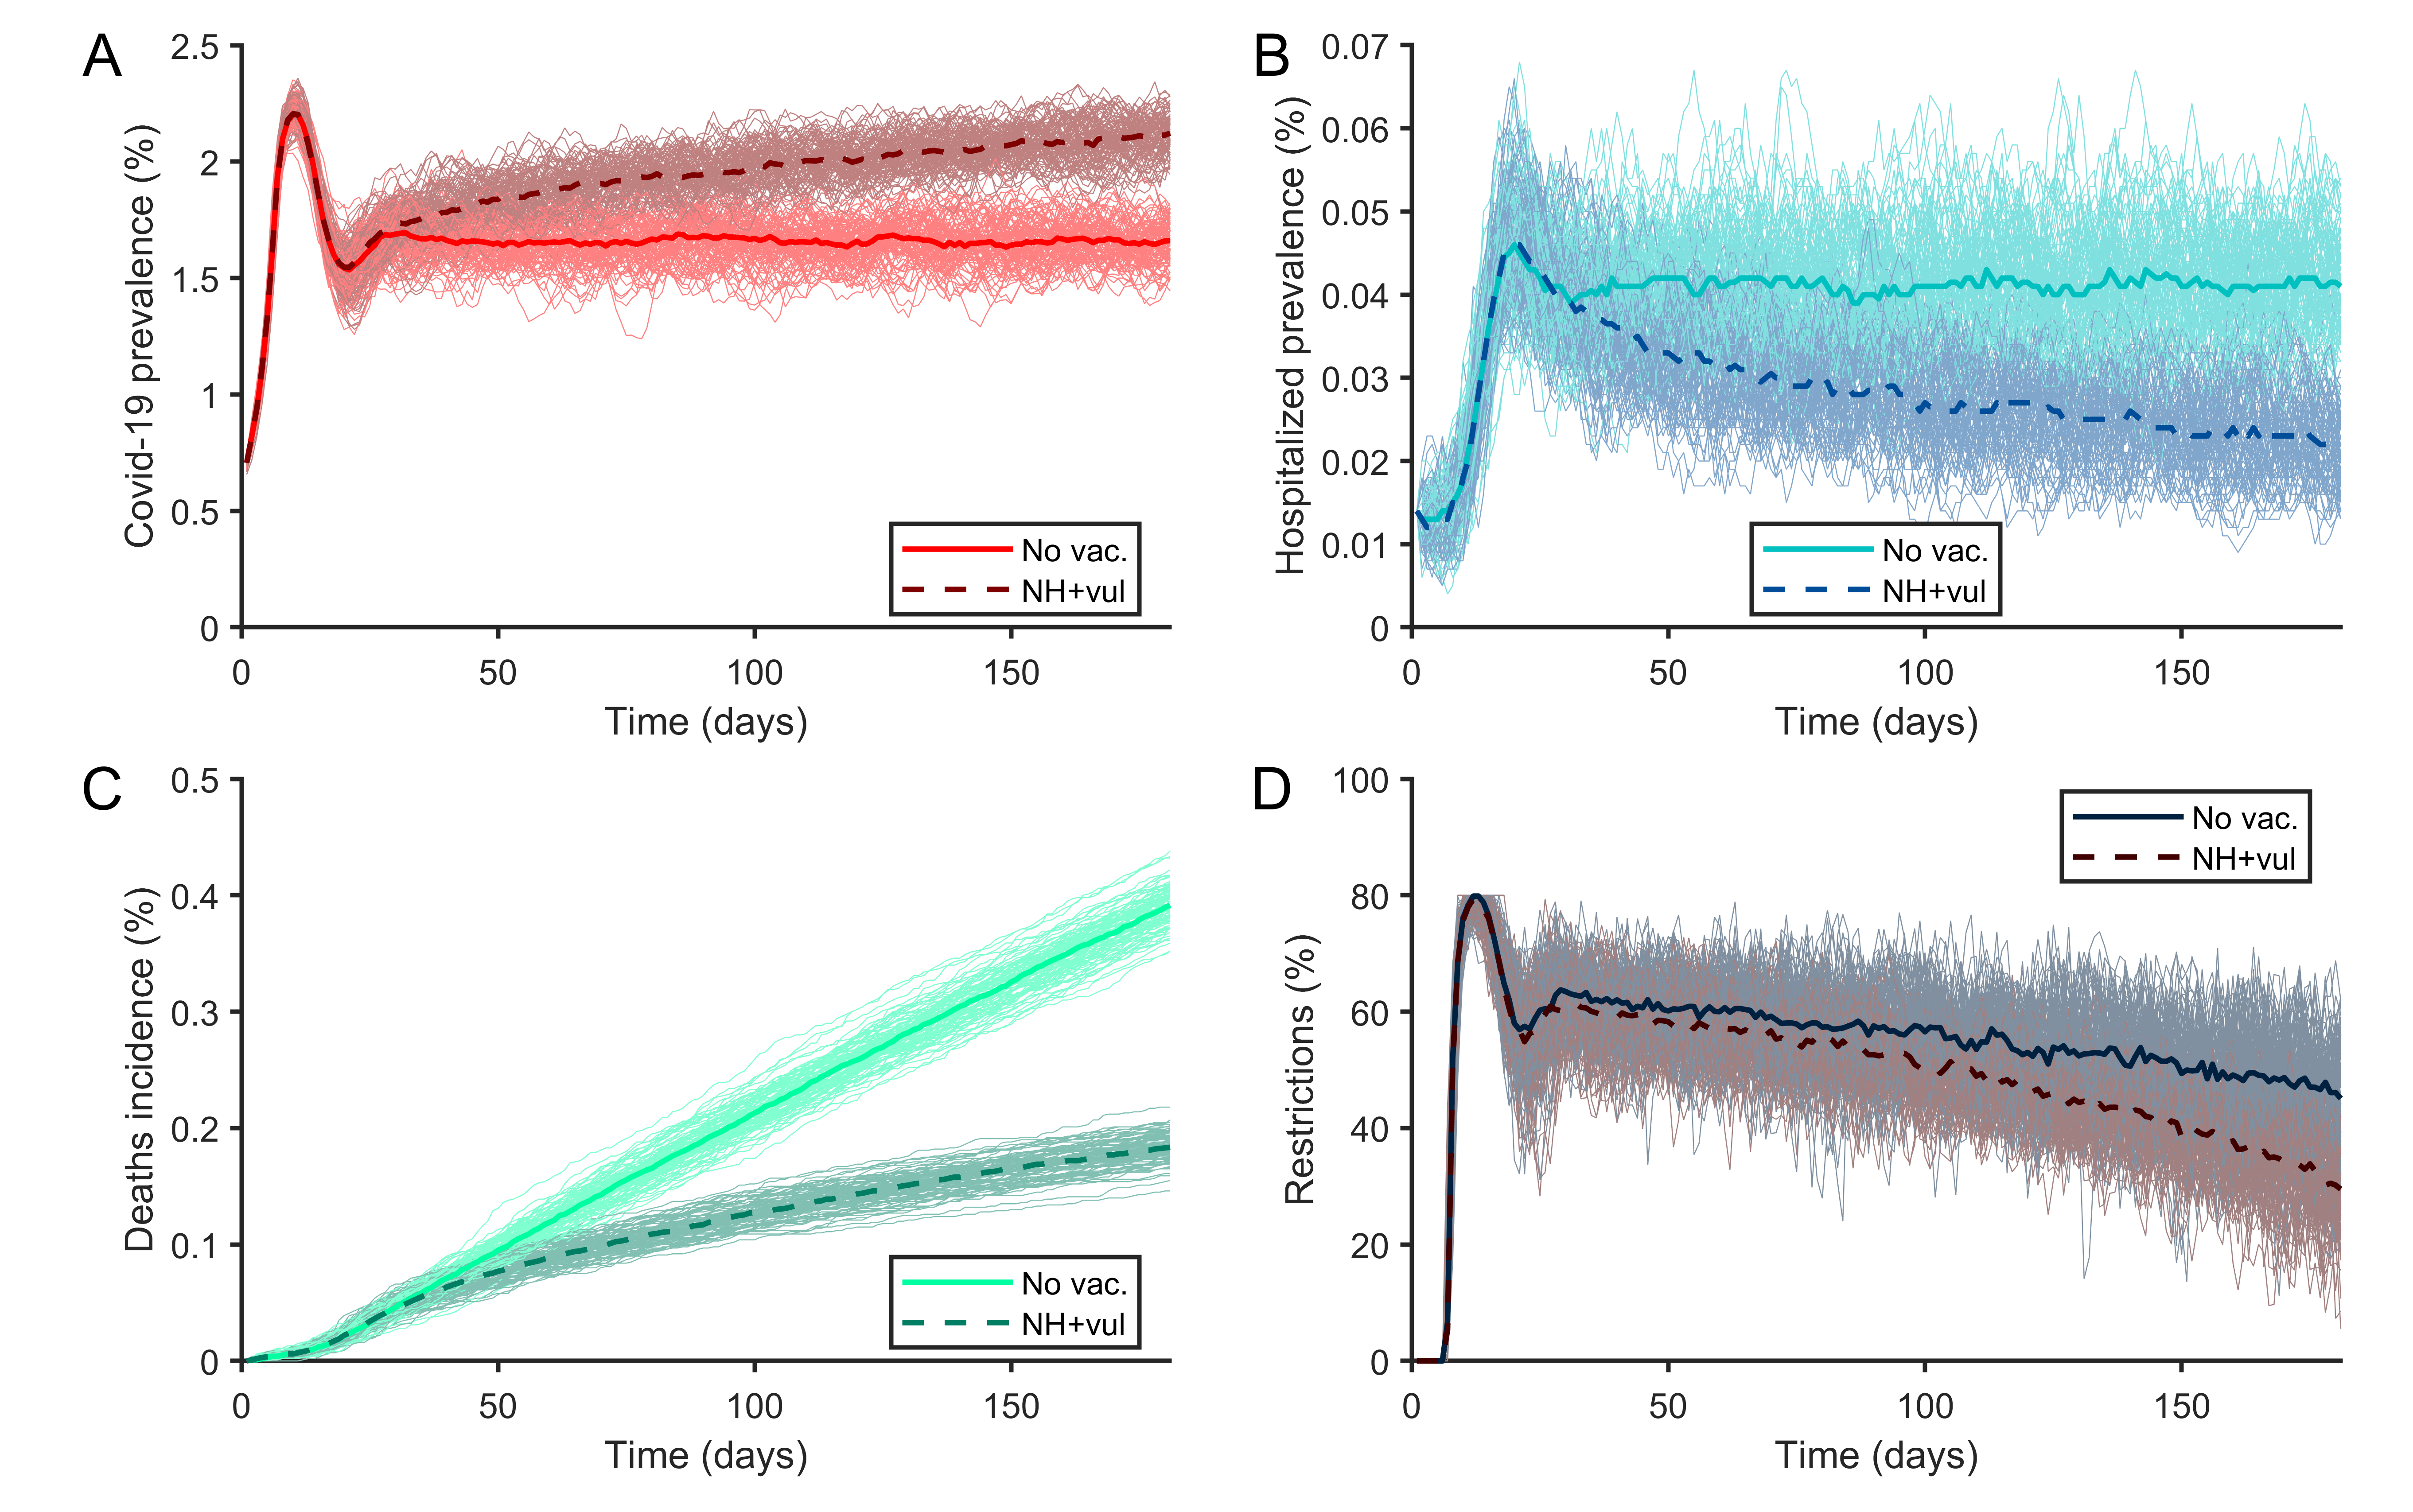 A
Covid-19 prevalence (%)
2.5
2
1.5
1
0.5
0
0
50
100
150
Time (days)
No vac.
NH+vul
B
Hospitalized prevalence (%)
0.07
0.06
0.05
0.04
0.03
0.02
0.01
0
0
50
100
150
Time (days)
No vac.
NH+vul
C
Deaths incidence (%)
0.5
0.4
0.3
0.2
0.1
0
0
50
100
150
Time (days)
No vac.
NH+vul
D
Restrictions (%)
100
80
60
40
20
0
0
50
100
150
Time (days)
No vac.
NH+vul